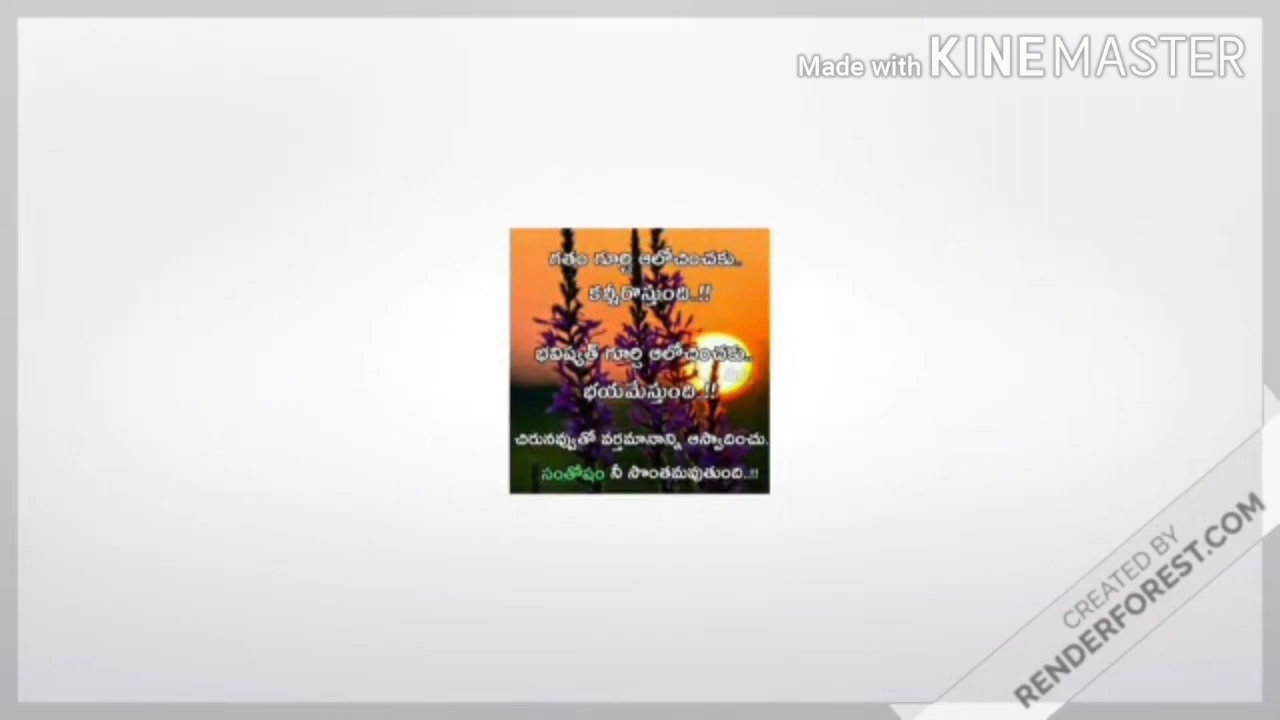 Made with KINEMASTER
గతం గూర్చి ఆలోచించకు..
కన్నీరొస్తుంది..!!
భవిష్యత్ గూర్చి ఆలోచించకు..
భయమేస్తుంది..!!
చిరునవ్వుతో వర్తమానాన్ని ఆస్వాదించు.
సంతోషం నీ సొంతమవుతుంది..!!
CREATED BY
RENDERFOREST.COM